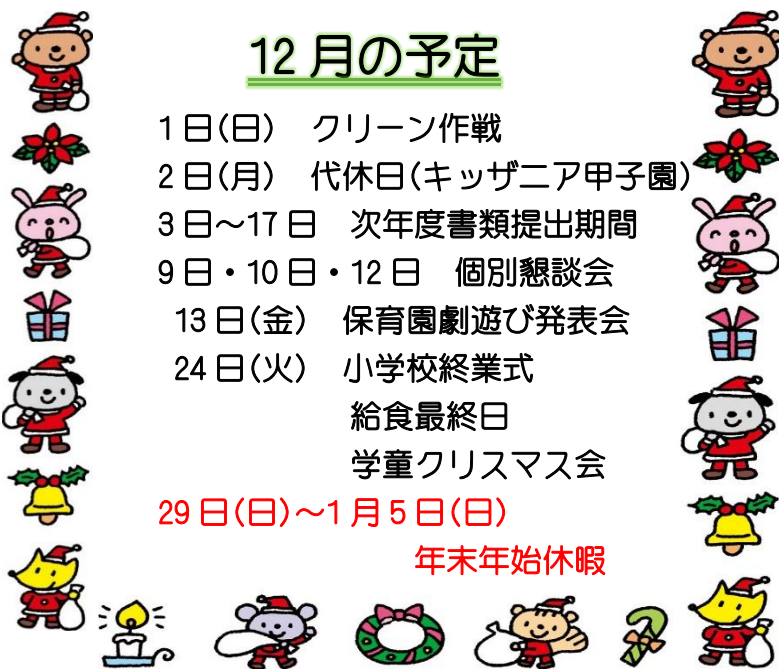 12月の予定
1日(日)　クリーン作戦
2日(月)　代休日(キッザニア甲子園)
3日～17日　次年度書類提出期間
9日・10日・12日　個別懇談会
13日(金)　保育園劇遊び発表会
24日(火)　小学校終業式
給食最終日
学童クリスマス会
29日(日)～1月5日(日)
年末年始休暇